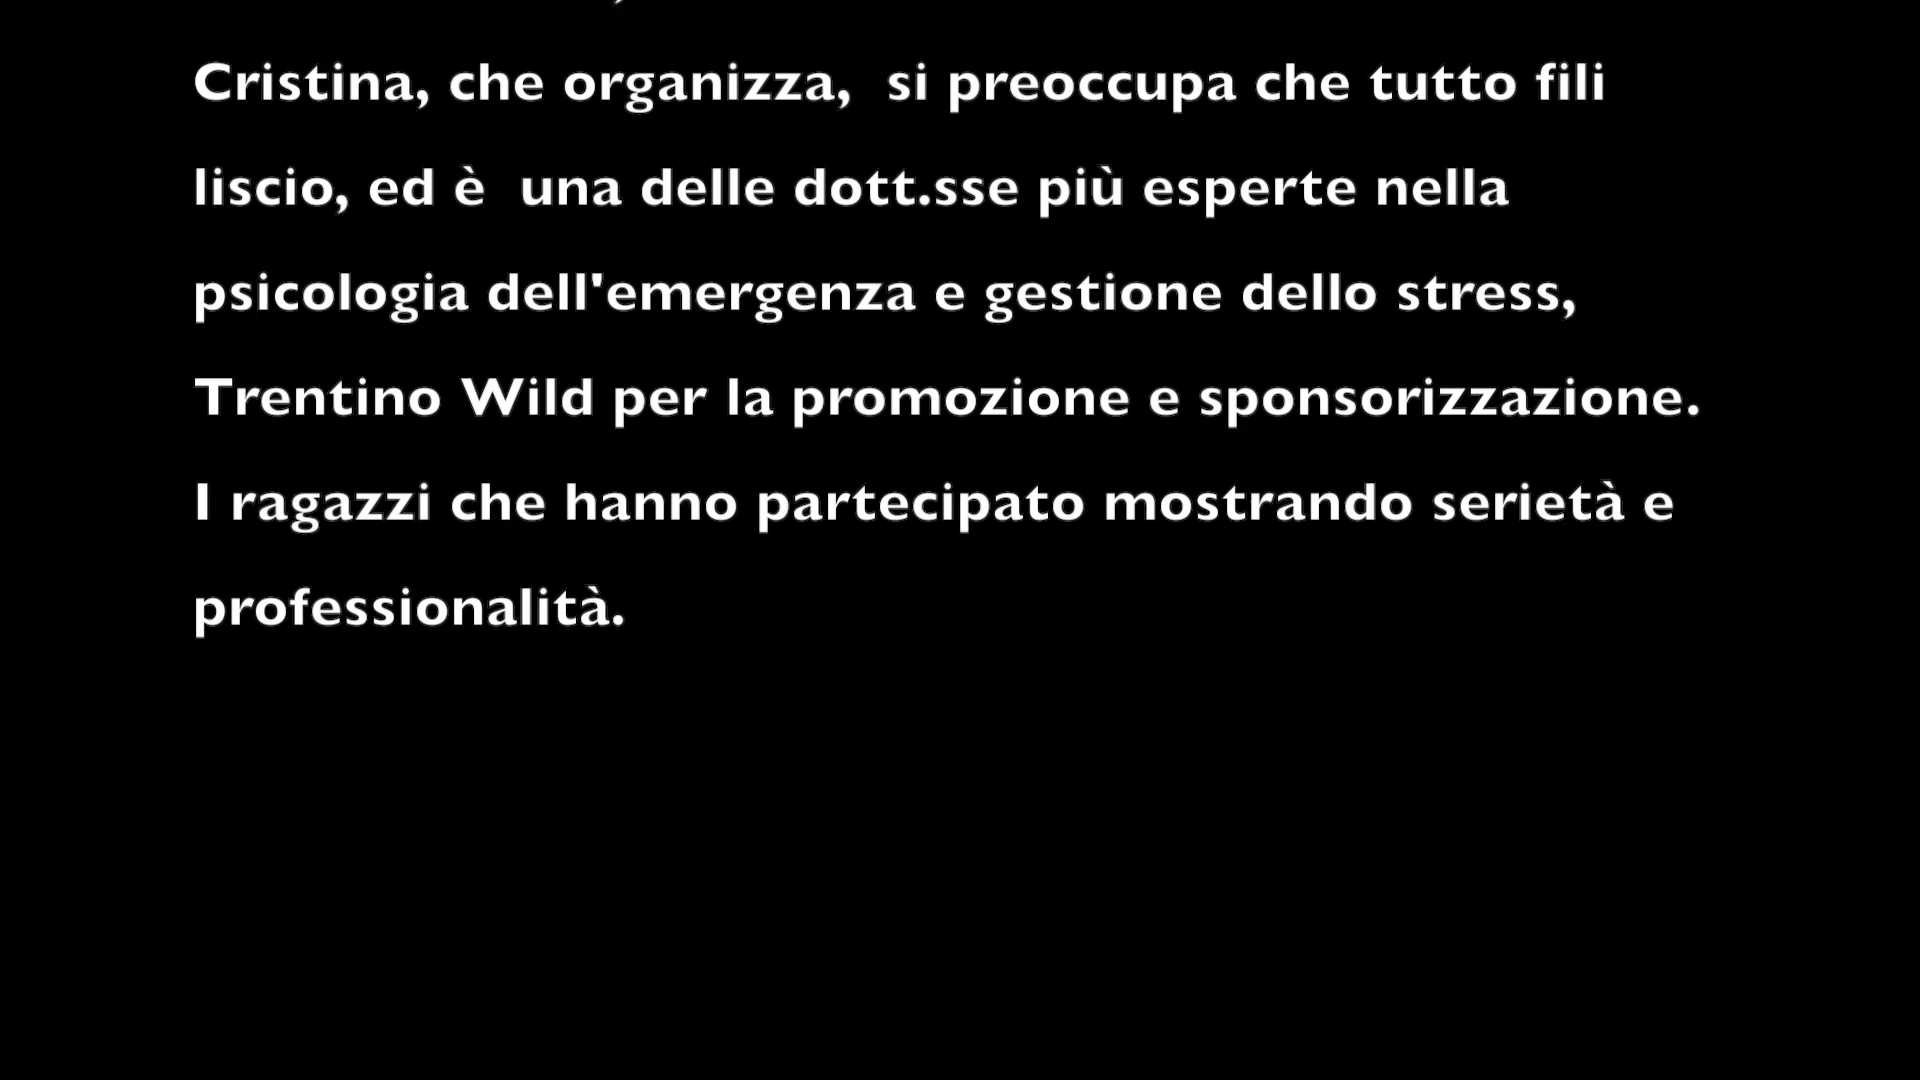 Cristina, che organizza,  si preoccupa che tutto fili
liscio, ed è  una delle dott.sse più esperte nella
psicologia dell'emergenza e gestione dello stress,
Trentino Wild per la promozione e sponsorizzazione.
I ragazzi che hanno partecipato mostrando serietà e
professionalità.